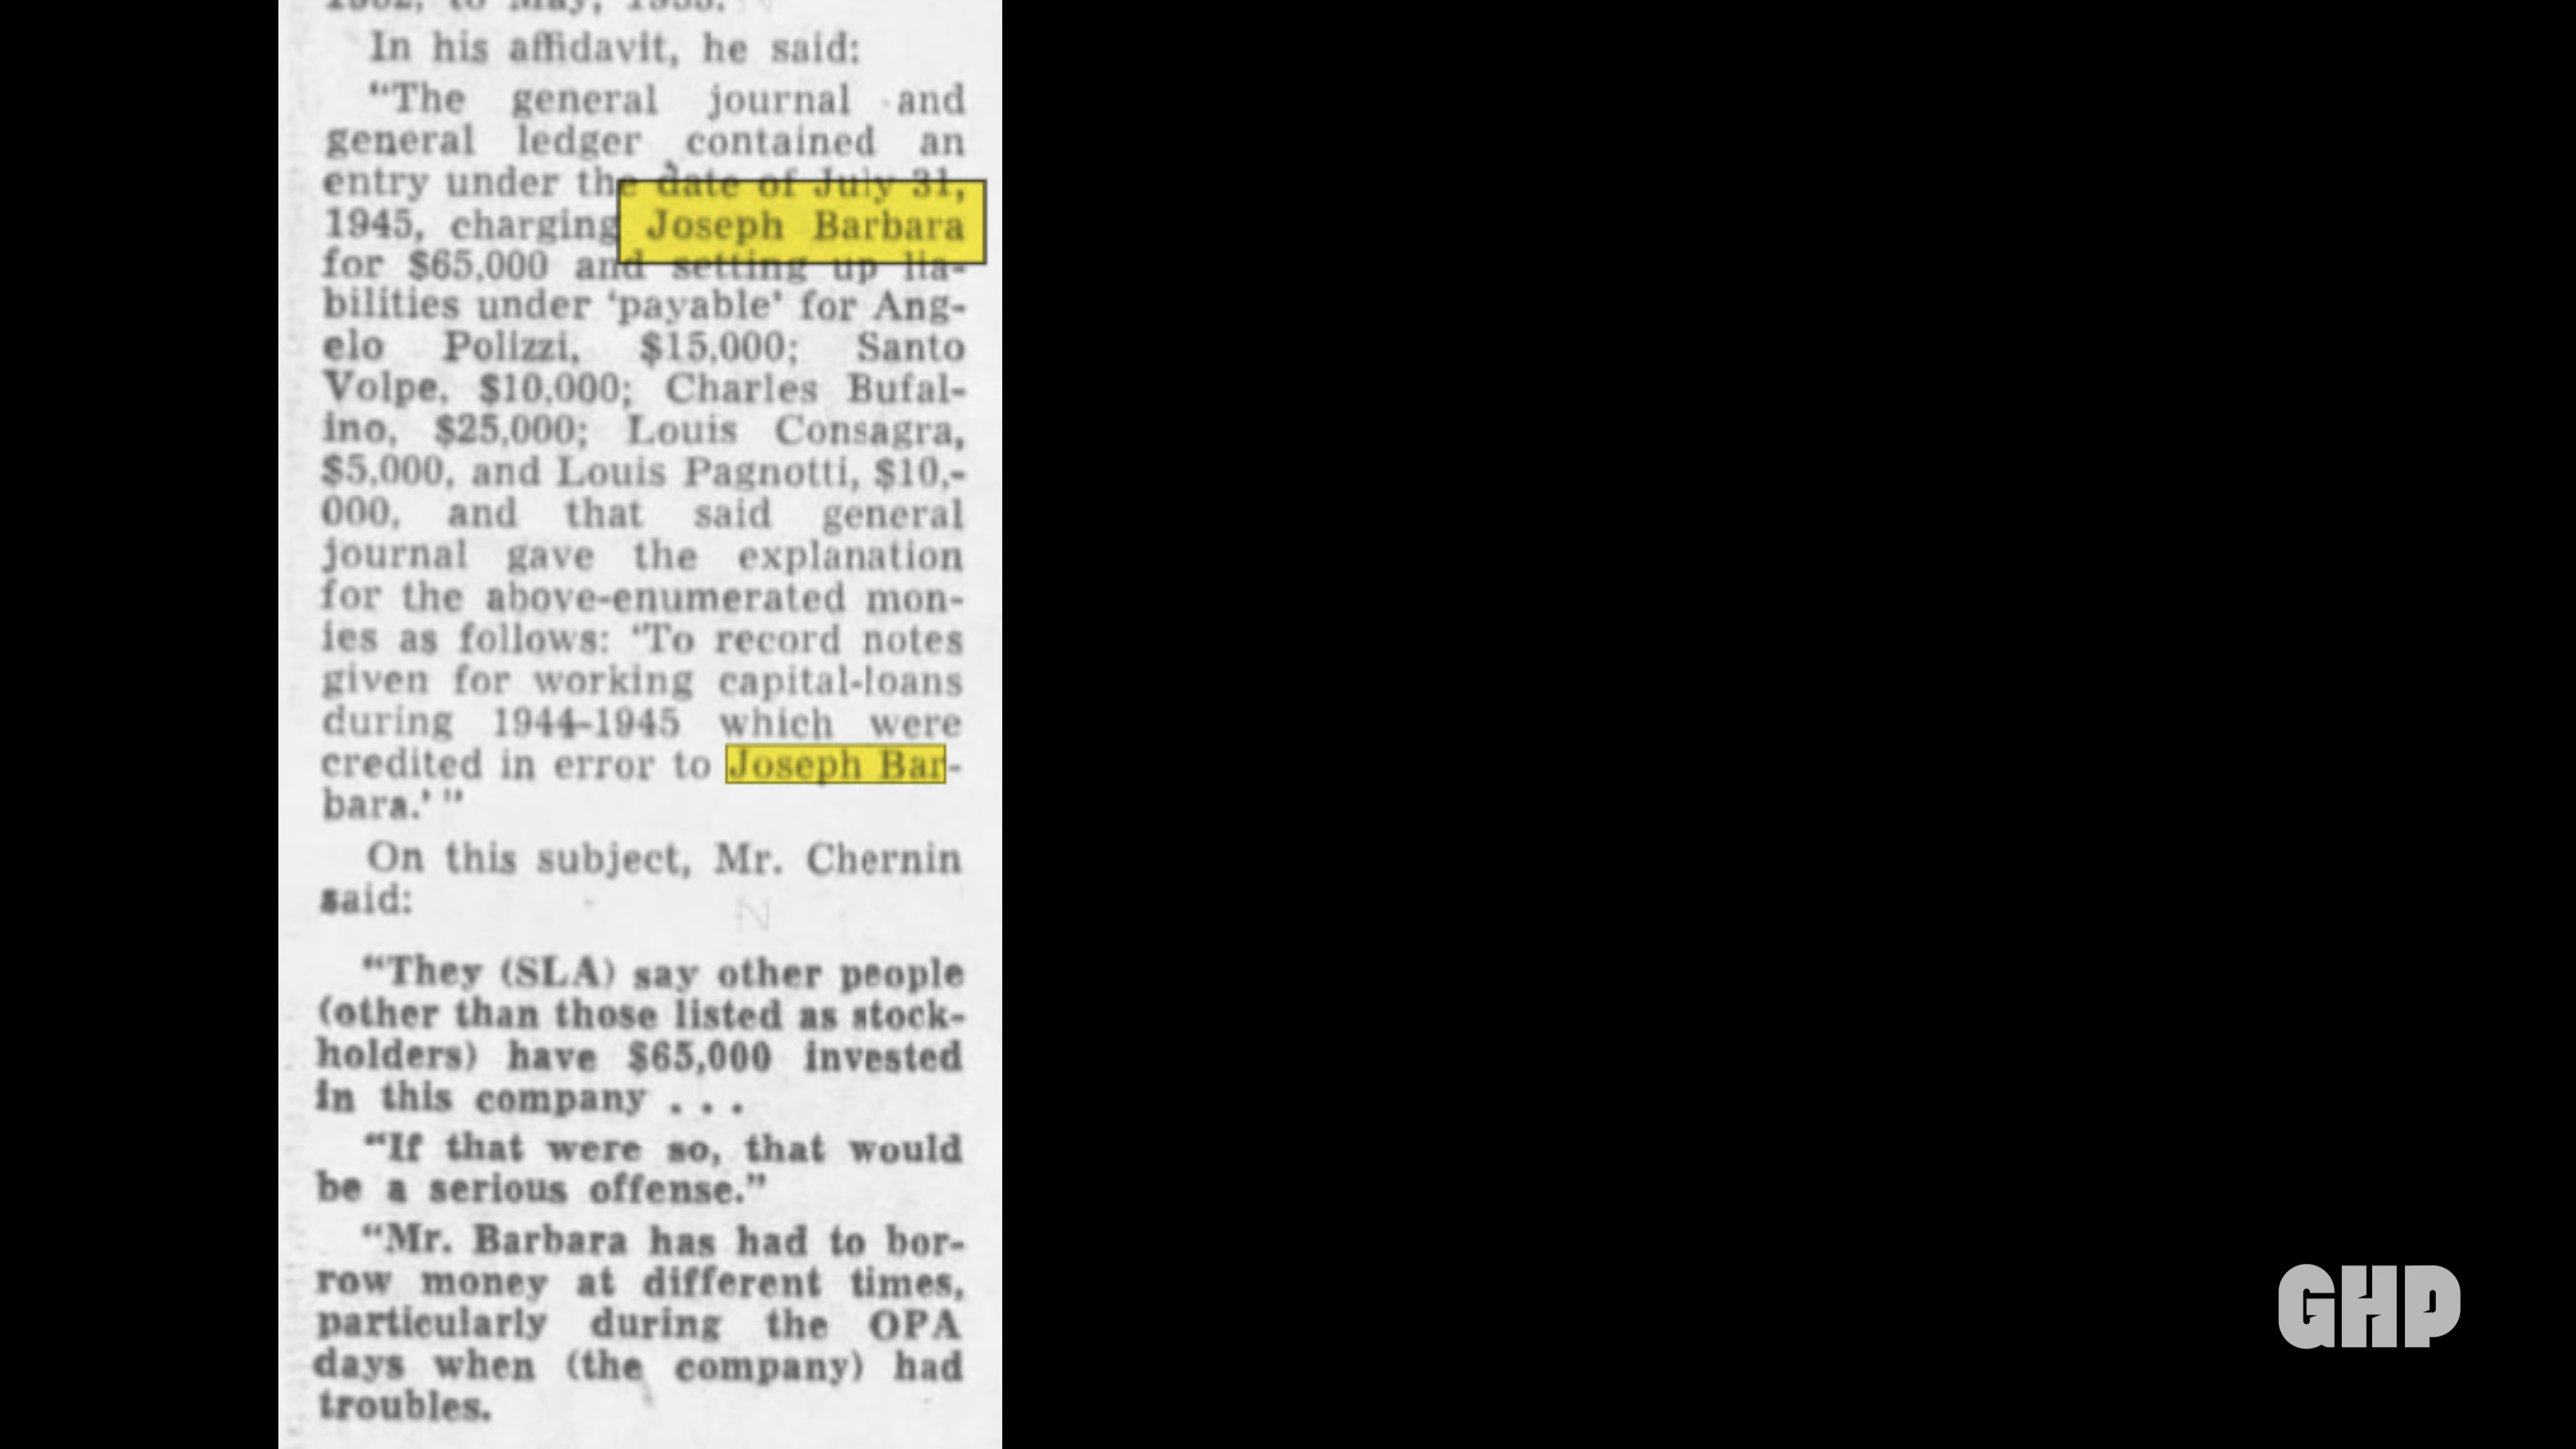 1952, to May, 1953.
In his affidavit, he said:
"The general journal and
general ledger contained an
entry under the date of July 31,
1945, charging Joseph Barbara
for $65,000 and setting up lia-
bilities under 'payable' for Ang-
elo Polizzi, $15,000; Santo
Volpe, $10,000; Charles Bufal-
ino, $25,000; Louis Consagra,
$5,000, and Louis Pagnotti, $10,-
000, and that said general
journal gave the explanation
for the above-enumerated mon-
ies as follows: 'To record notes
given for working capital-loans
during 1944-1945 which were
credited in error to Joseph Bar-
bara.' "
On this subject, Mr. Chernin
said:
"They (SLA) say other people
(other than those listed as stock-
holders) have $65,000 invested
in this company . . .
"If that were so, that would
be a serious offense."
"Mr. Barbara has had to bor-
row money at different times,
particularly during the OPA
days when (the company) had
troubles.
GHP